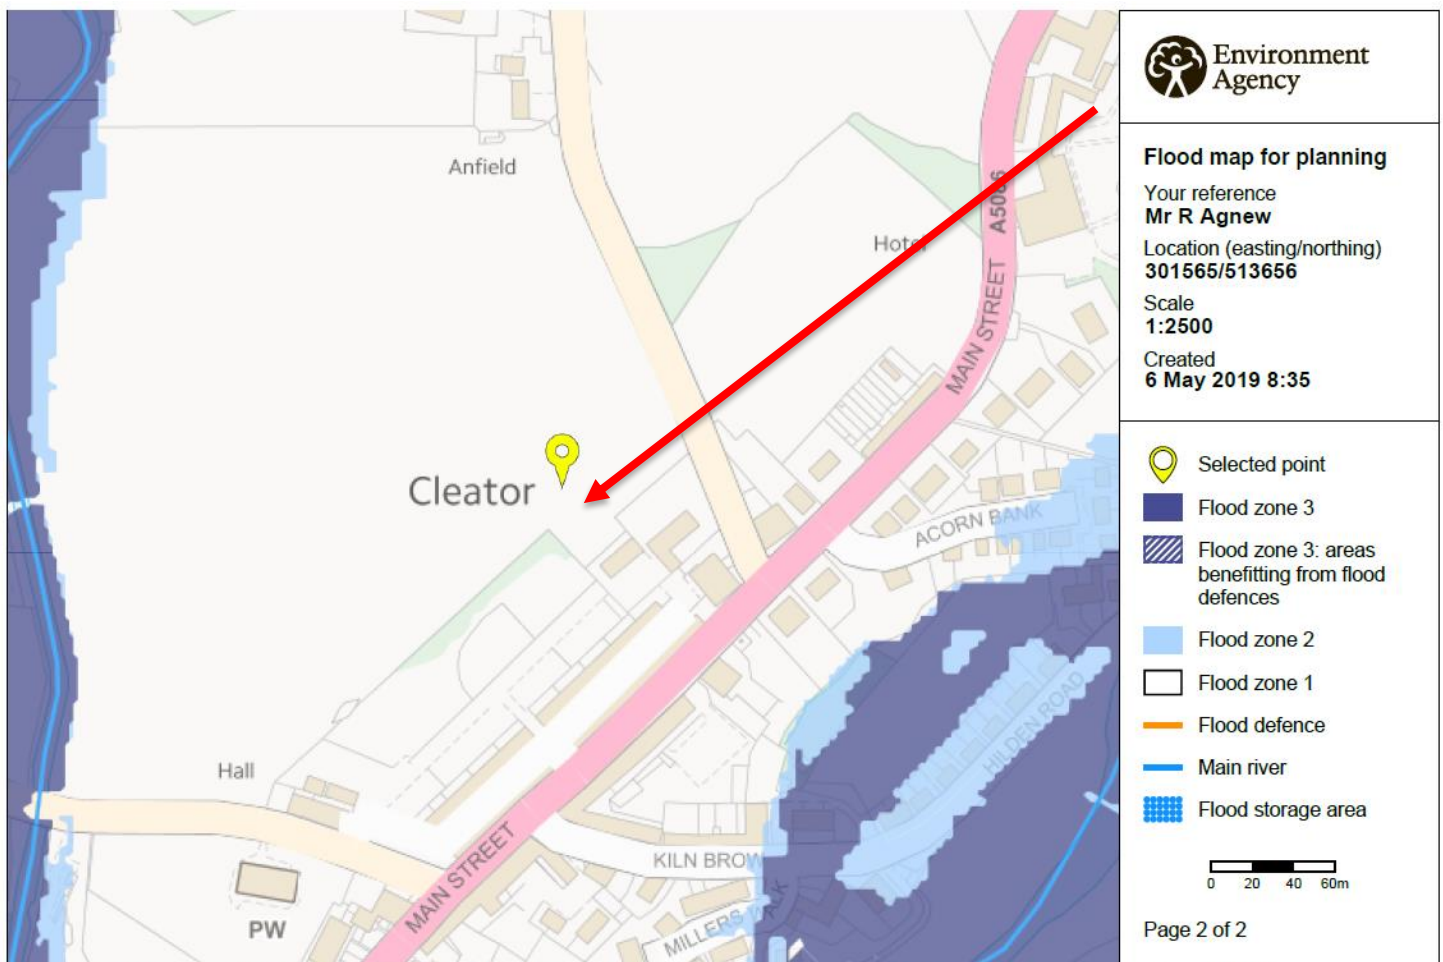 Anfield
Hotel
MAIN STREET A5086
MAIN STREET
Cleator
ACORN BANK
HILDEN ROAD
Hall
KILN BROW
MAIN STREET
PW
MILLERS WALK
Environment
Agency
Flood map for planning
Your reference
Mr R Agnew
Location (easting/northing)
301565/513656
Scale
1:2500
Created
6 May 2019 8:35
Selected point
Flood zone 3
Flood zone 3: areas
benefitting from flood
defences
Flood zone 2
Flood zone 1
Flood defence
Main river
Flood storage area
0 20 40 60m
Page 2 of 2